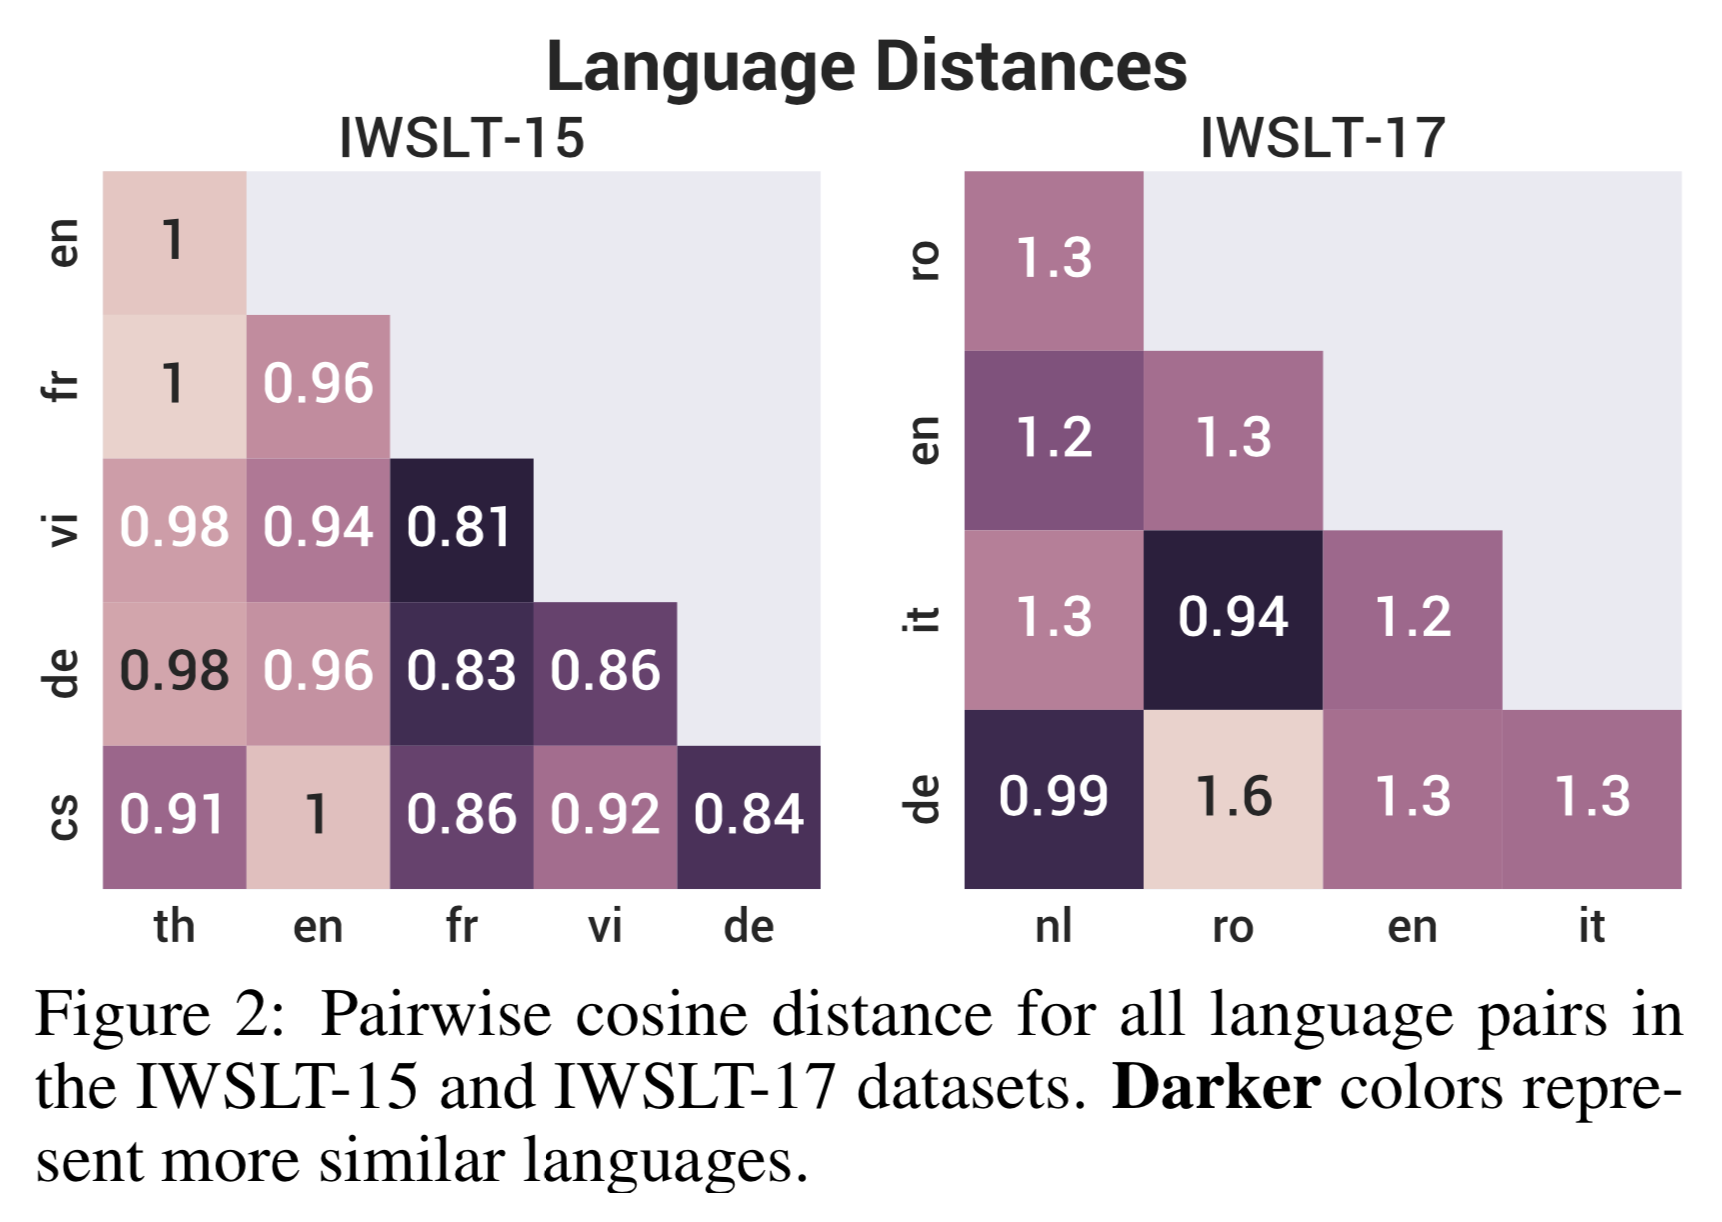 Language Distances
IWSLT-15
IWSLT-17
en 1
fr 1 0.96
vi 0.98 0.94 0.81
de 0.98 0.96 0.83 0.86
cs 0.91 1 0.86 0.92 0.84
th en fr vi de
ro 1.3
en 1.2 1.3
it 1.3 0.94 1.2
de 0.99 1.6 1.3 1.3
nl ro en it
Figure 2: Pairwise cosine distance for all language pairs in
the IWSLT-15 and IWSLT-17 datasets. Darker colors repre-
sent more similar languages.